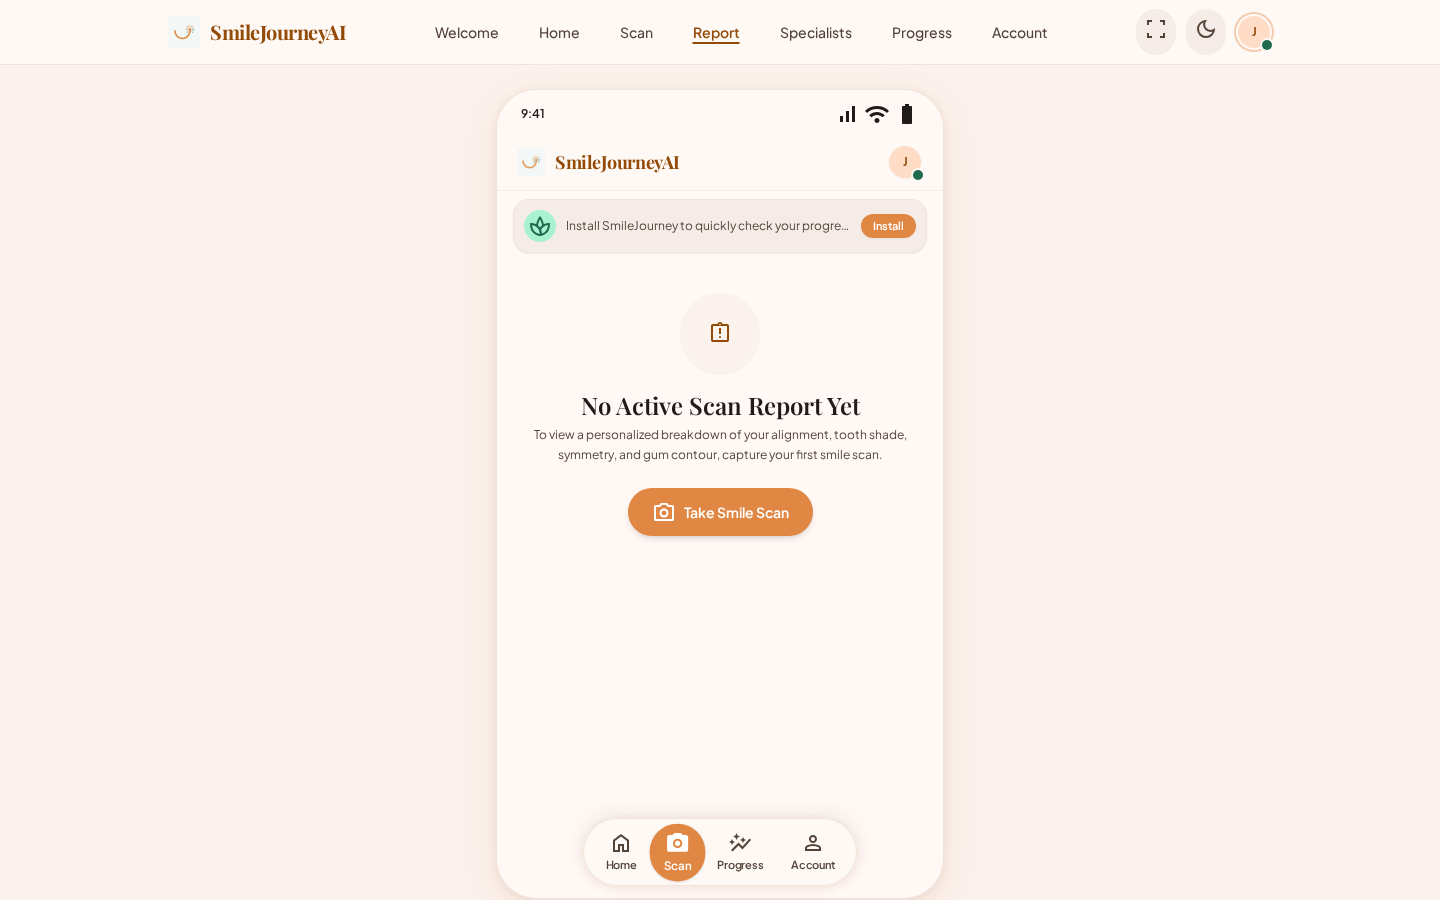 SmileJourneyAI
Welcome
Home
Scan
Report
Specialists
Progress
Account
J
9:41
SmileJourneyAI
J
Install SmileJourney to quickly check your progre...
Install
No Active Scan Report Yet
To view a personalized breakdown of your alignment, tooth shade,
symmetry, and gum contour, capture your first smile scan.
Take Smile Scan
Home
Scan
Progress
Account